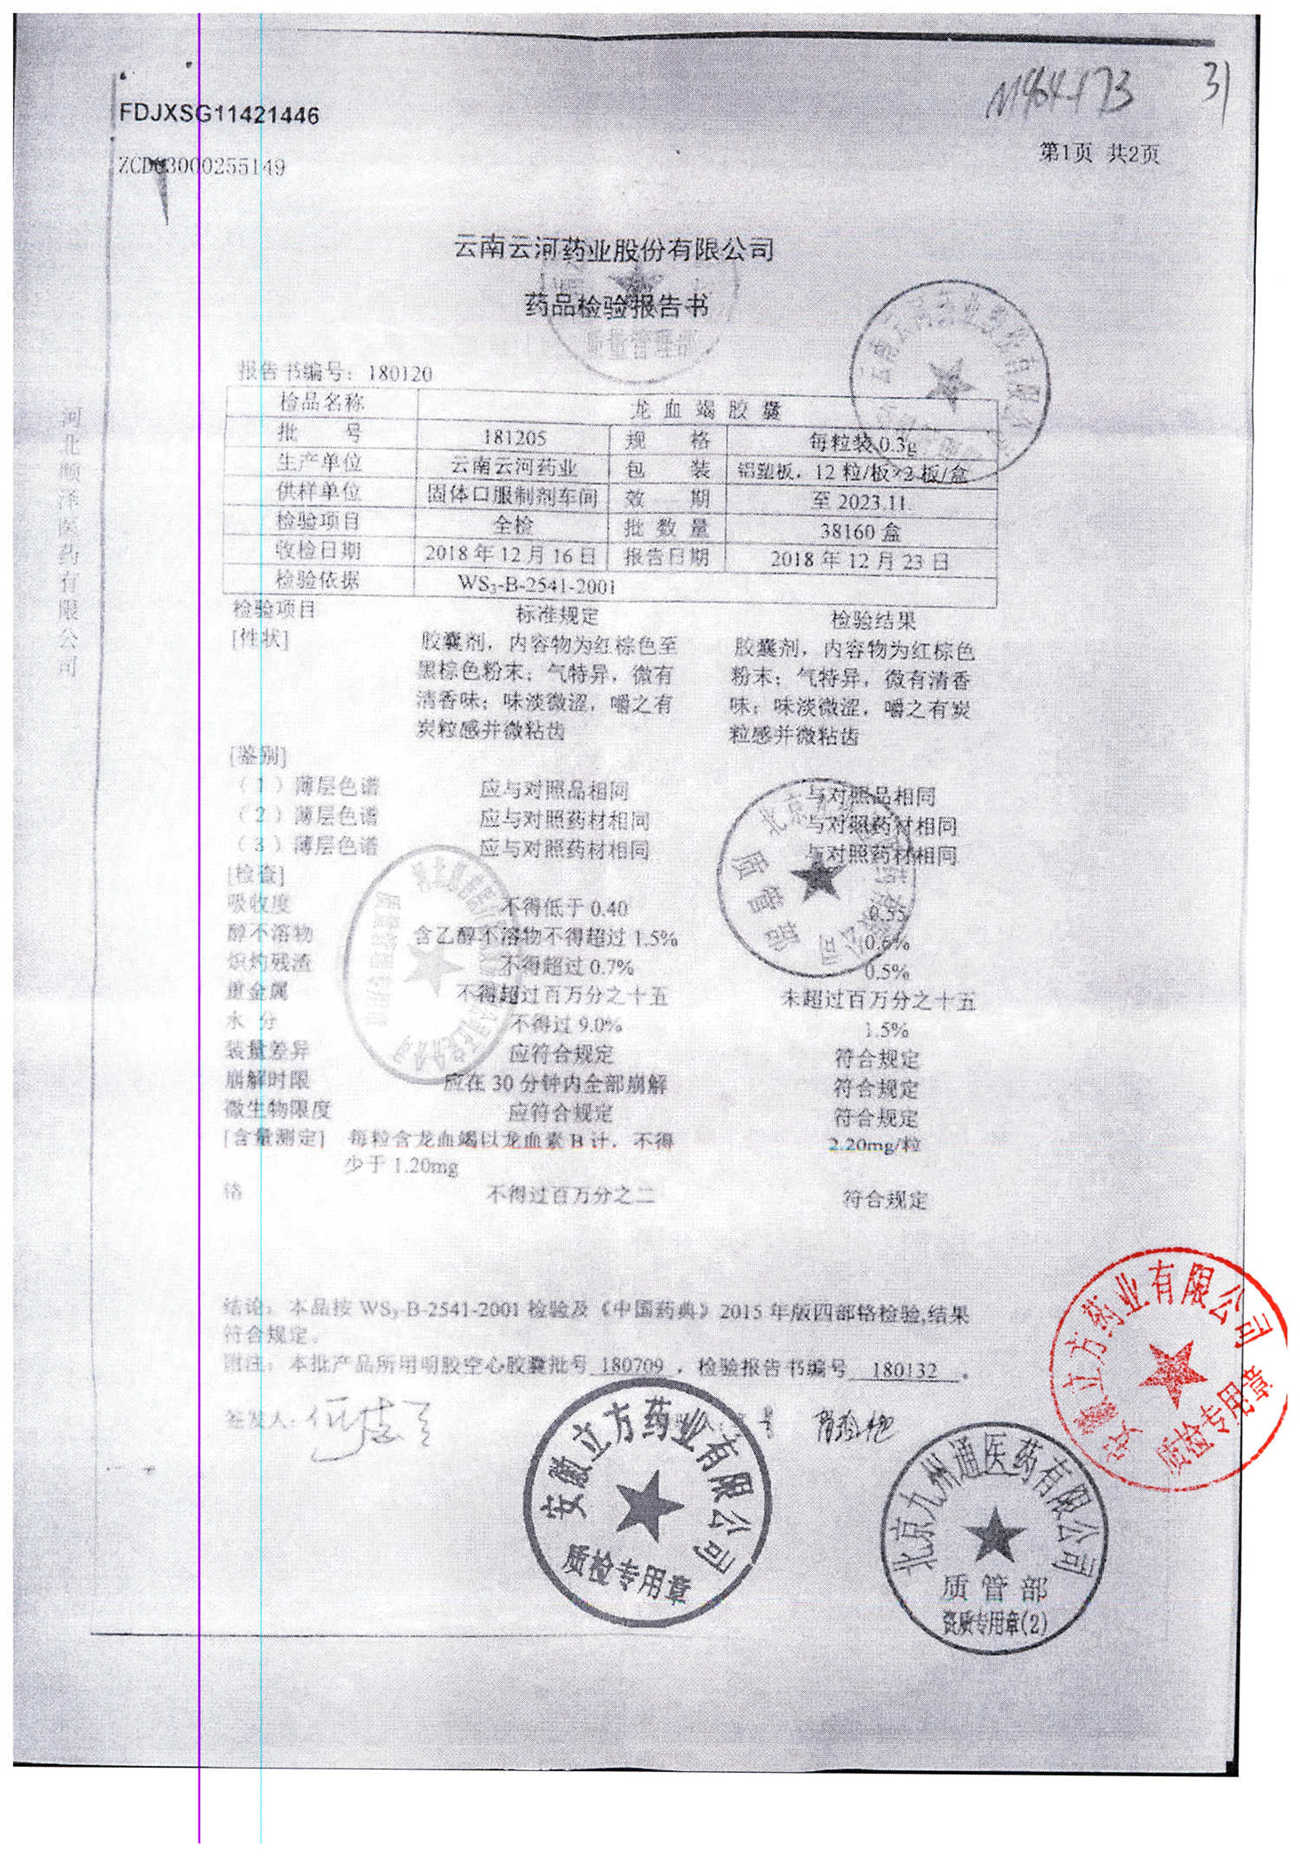 FDJXSG11421446
31
ZCD03000255149
第1页 共2页
云南云河药业股份有限公司
药品检验报告书
质量管理部
云南云河药业股份有限公司
报告书编号：180120
检品名称 龙血竭胶囊
批 号 181205 规 格 每粒装0.3g
生产单位 云南云河药业 包 装 铝塑板，12粒/板×2板/盒
供样单位 固体口服制剂车间 效 期 至2023.11.
检验项目 全检 批数量 38160盒
收检日期 2018年12月16日 报告日期 2018年12月23日
检验依据 WS₃-B-2541-2001
检验项目 标准规定 检验结果
[性状] 胶囊剂，内容物为红棕色至 胶囊剂，内容物为红棕色
黑棕色粉末；气特异，微有 粉末；气特异，微有清香
清香味；味淡微涩，嚼之有 味；味淡微涩，嚼之有炭
炭粒感并微粘齿 粒感并微粘齿
[鉴别]
（1）薄层色谱 应与对照品相同 与对照品相同
（2）薄层色谱 应与对照药材相同 与对照药材相同
（3）薄层色谱 应与对照药材相同 与对照药材相同
[检查]
吸收度 不得低于0.40 0.55
醇不溶物 含乙醇不溶物不得超过1.5% 0.6%
炽灼残渣 不得超过0.7% 0.5%
重金属 不得超过百万分之十五 未超过百万分之十五
水 分 不得过9.0% 1.5%
装量差异 应符合规定 符合规定
崩解时限 应在30分钟内全部崩解 符合规定
微生物限度 应符合规定 符合规定
[含量测定] 每粒含龙血竭以龙血素B计，不得 2.20mg/粒
少于1.20mg
铬 不得过百万分之二 符合规定
结论：本品按WS₃-B-2541-2001检验及《中国药典》2015年版四部铬检验,结果
符合规定。
附注：本批产品所用明胶空心胶囊批号 180709 ，检验报告书编号 180132 。
签发人：
河北顺泽医药有限公司
质管部
安徽立方药业有限公司
质检专用章
北京九州通医药有限公司
质管部
资质专用章(2)
安徽立方药业有限公司
质检专用章